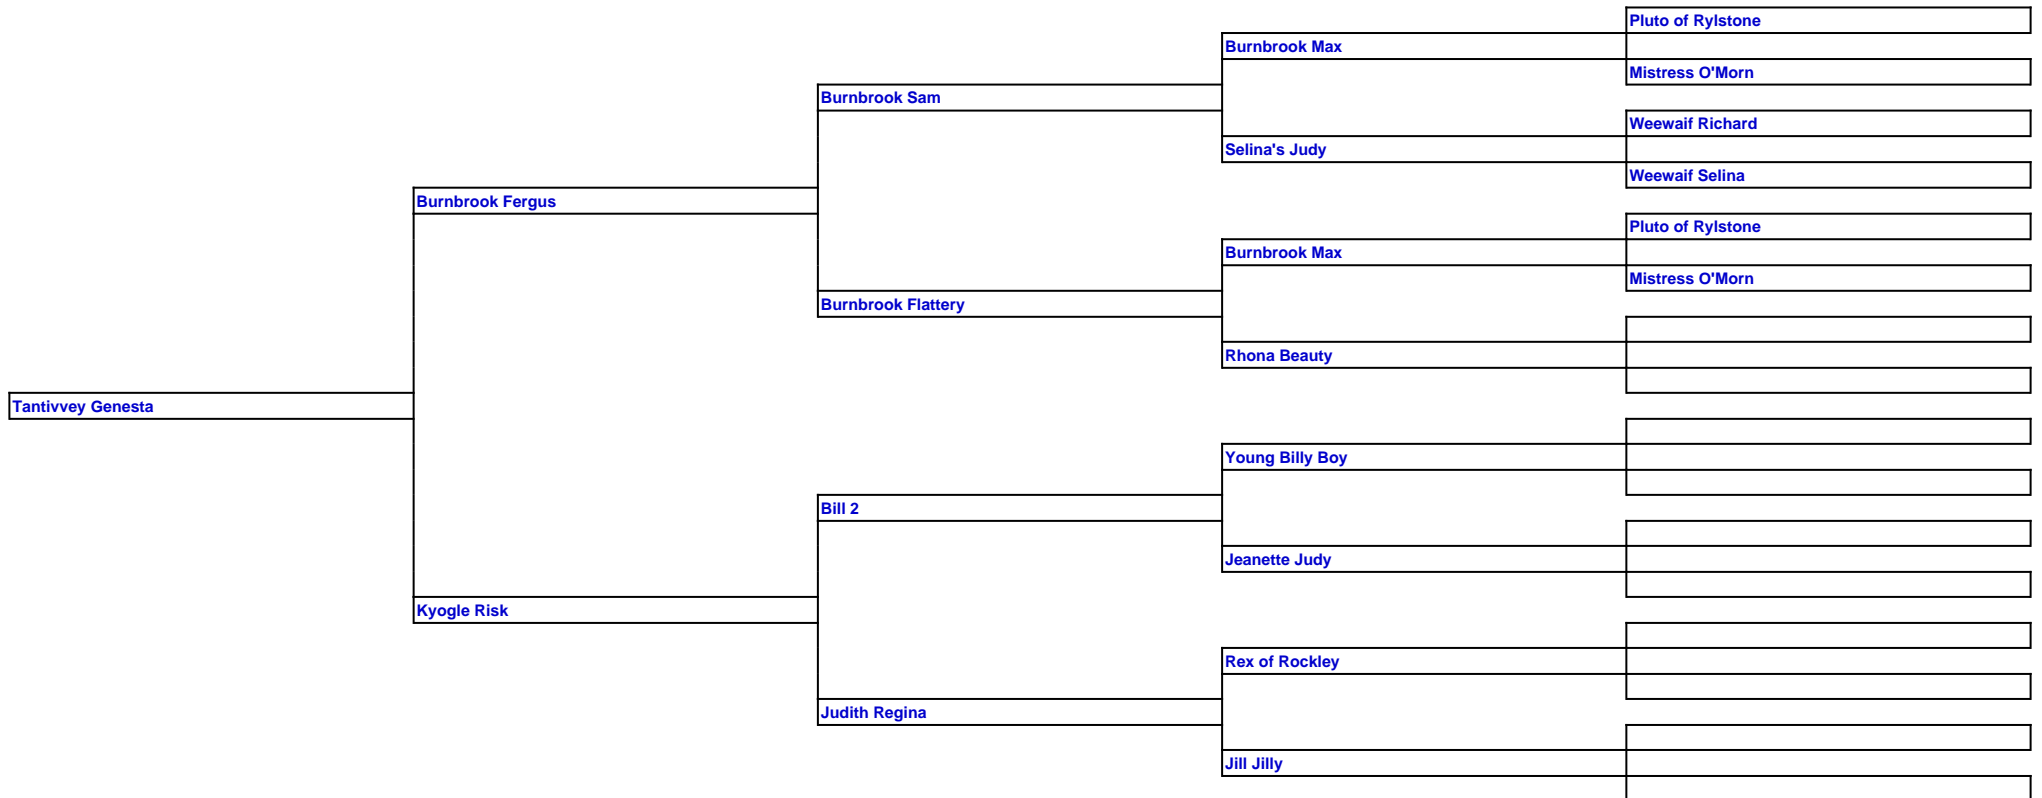 Pluto of Rylstone
Burnbrook Max
Mistress O'Morn
Burnbrook Sam
Weewaif Richard
Selina's Judy
Weewaif Selina
Burnbrook Fergus
Pluto of Rylstone
Burnbrook Max
Mistress O'Morn
Burnbrook Flattery
Rhona Beauty
Tantivvey Genesta
Young Billy Boy
Bill 2
Jeanette Judy
Kyogle Risk
Rex of Rockley
Judith Regina
Jill Jilly